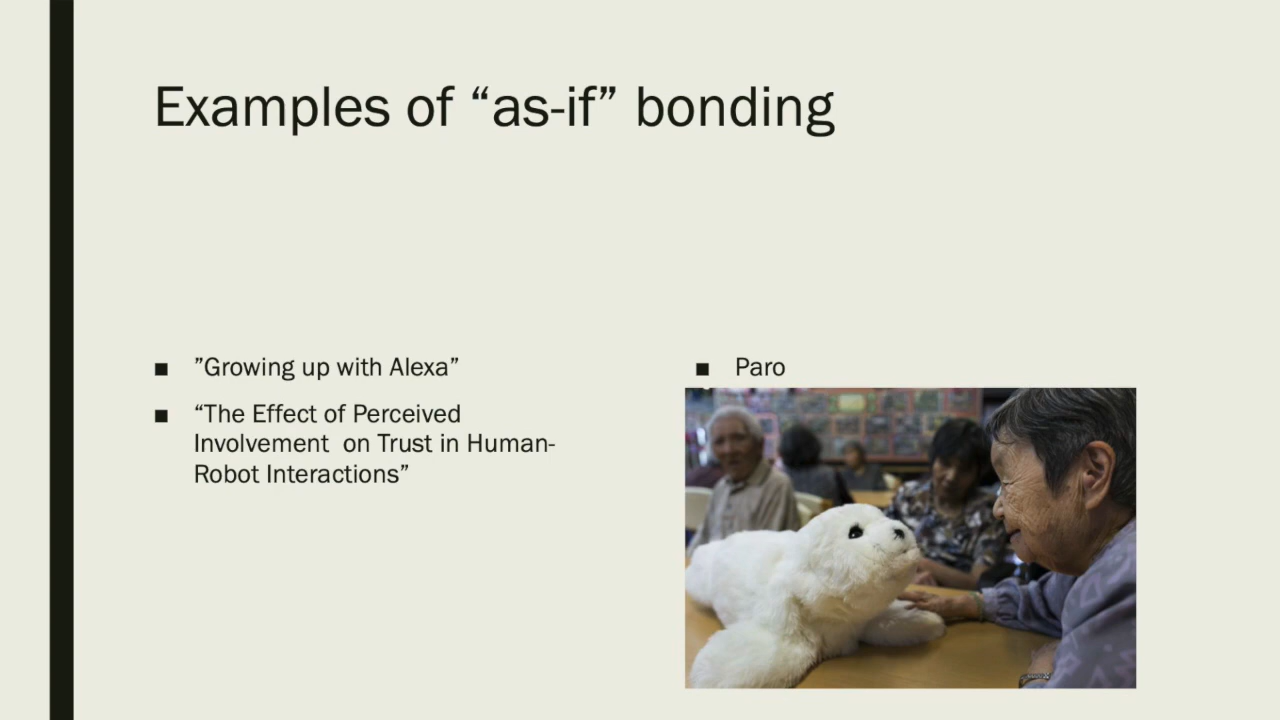 Examples of “as-if” bonding
■ ”Growing up with Alexa”
■ “The Effect of Perceived
Involvement  on Trust in Human-
Robot Interactions”
■ Paro